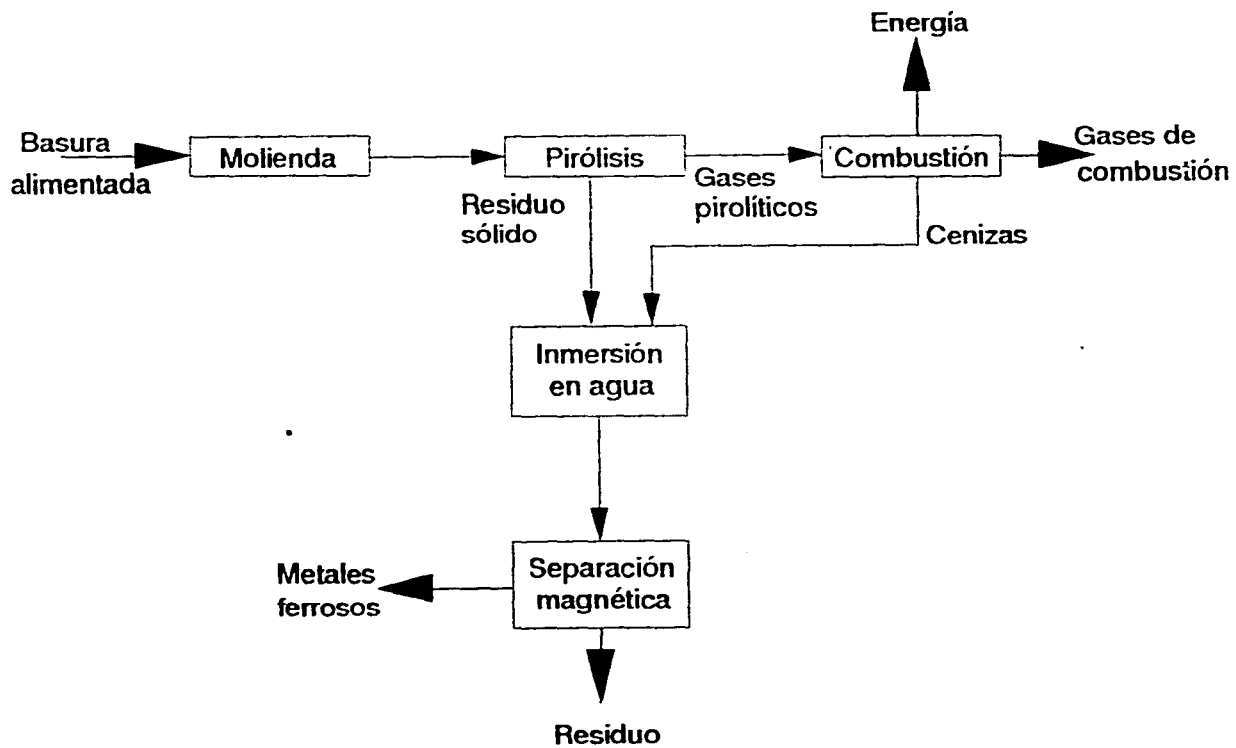 Energía
Basura
alimentada
Molienda
Pirólisis
Combustión
Gases de
combustión
Gases
pirolíticos
Residuo
sólido
Cenizas
Inmersión
en agua
Separación
magnética
Metales
ferrosos
Residuo